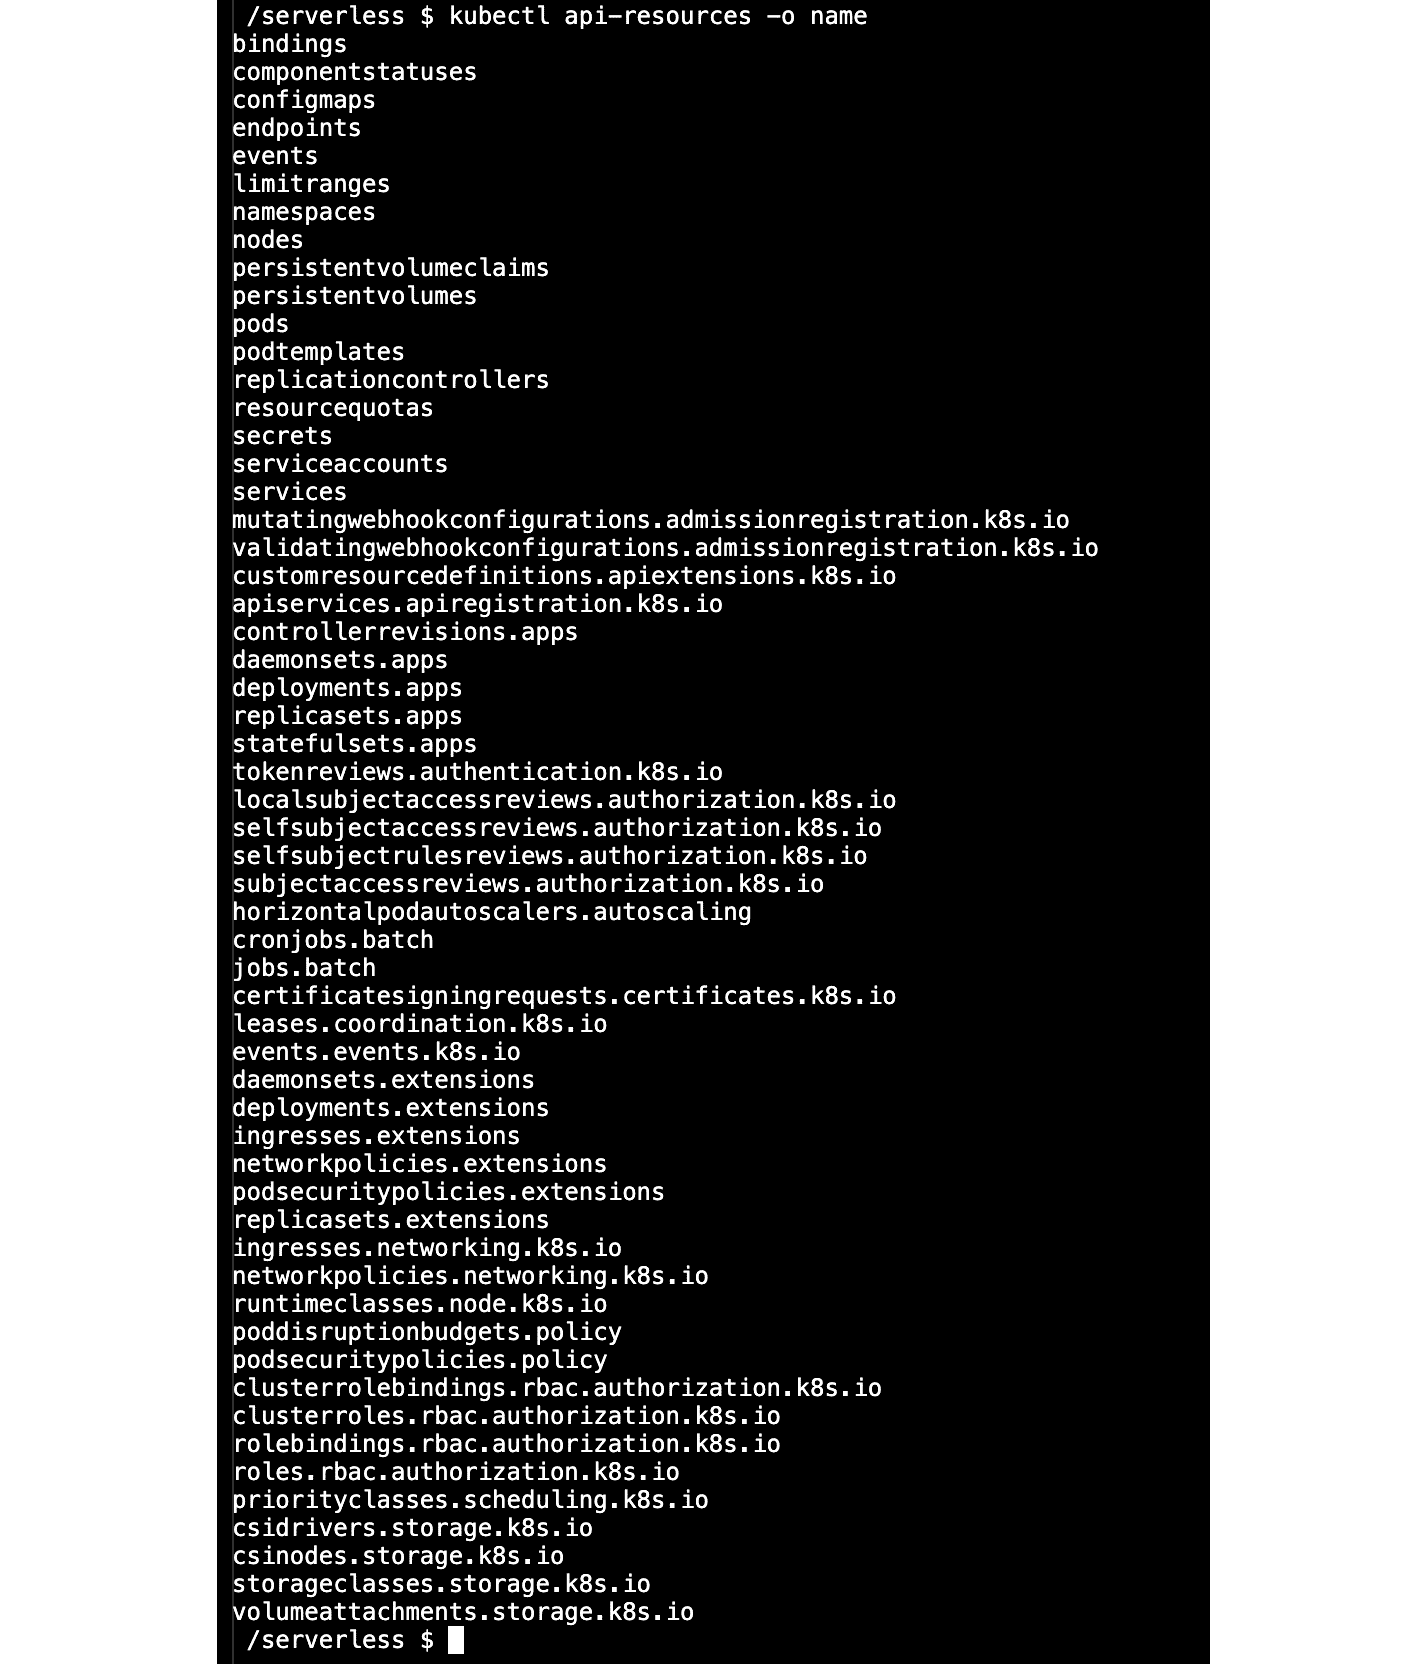 /serverless $ kubectl api-resources -o name
bindings
componentstatuses
configmaps
endpoints
events
limitranges
namespaces
nodes
persistentvolumeclaims
persistentvolumes
pods
podtemplates
replicationcontrollers
resourcequotas
secrets
serviceaccounts
services
mutatingwebhookconfigurations.admissionregistration.k8s.io
validatingwebhookconfigurations.admissionregistration.k8s.io
customresourcedefinitions.apiextensions.k8s.io
apiservices.apiregistration.k8s.io
controllerrevisions.apps
daemonsets.apps
deployments.apps
replicasets.apps
statefulsets.apps
tokenreviews.authentication.k8s.io
localsubjectaccessreviews.authorization.k8s.io
selfsubjectaccessreviews.authorization.k8s.io
selfsubjectrulesreviews.authorization.k8s.io
subjectaccessreviews.authorization.k8s.io
horizontalpodautoscalers.autoscaling
cronjobs.batch
jobs.batch
certificatesigningrequests.certificates.k8s.io
leases.coordination.k8s.io
events.events.k8s.io
daemonsets.extensions
deployments.extensions
ingresses.extensions
networkpolicies.extensions
podsecuritypolicies.extensions
replicasets.extensions
ingresses.networking.k8s.io
networkpolicies.networking.k8s.io
runtimeclasses.node.k8s.io
poddisruptionbudgets.policy
podsecuritypolicies.policy
clusterrolebindings.rbac.authorization.k8s.io
clusterroles.rbac.authorization.k8s.io
rolebindings.rbac.authorization.k8s.io
roles.rbac.authorization.k8s.io
priorityclasses.scheduling.k8s.io
csidrivers.storage.k8s.io
csinodes.storage.k8s.io
storageclasses.storage.k8s.io
volumeattachments.storage.k8s.io
/serverless $